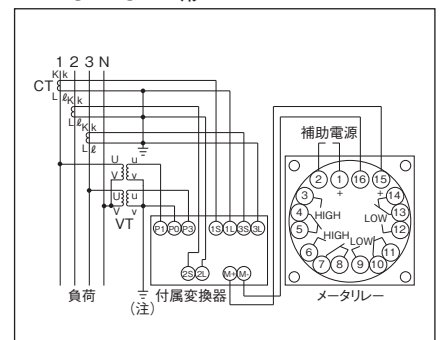 1 2 3 N
K k
CT
L ℓ
K k
L ℓ
K k
L ℓ
U u
V v
U u
V v
VT
P1 P0 P3 1S 1L 3S 3L
2S 2L M+ M-
負荷
(注)
付属変換器
補助電源
2 1 16 15
+ +
3 14
4 HIGH LOW 13
5 12
HIGH LOW
6 11
7 8 9 10
メータリレー